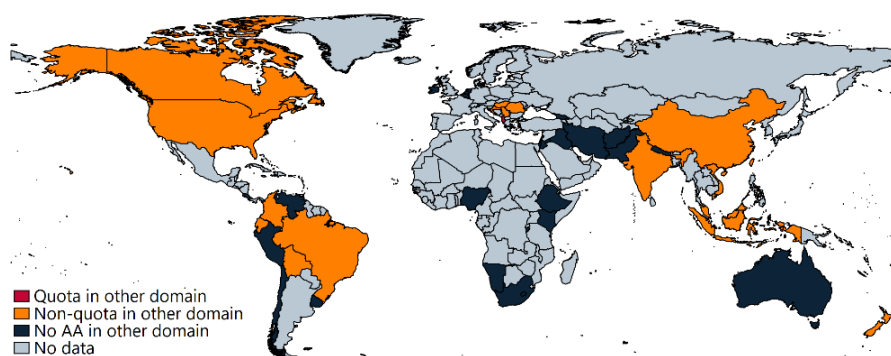 Quota in other domain
Non-quota in other domain
No AA in other domain
No data